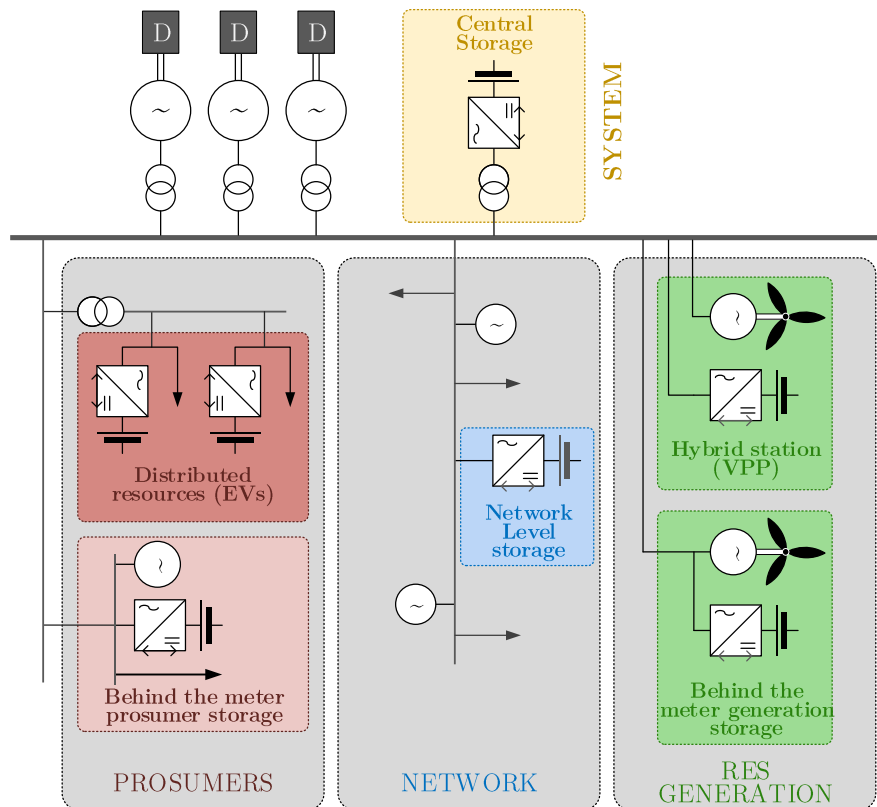 D D D
Central
Storage
SYSTEM
Distributed
resources (EVs)
Behind the meter
prosumer storage
PROSUMERS
Network
Level
storage
NETWORK
Hybrid station
(VPP)
Behind the
meter generation
storage
RES
GENERATION